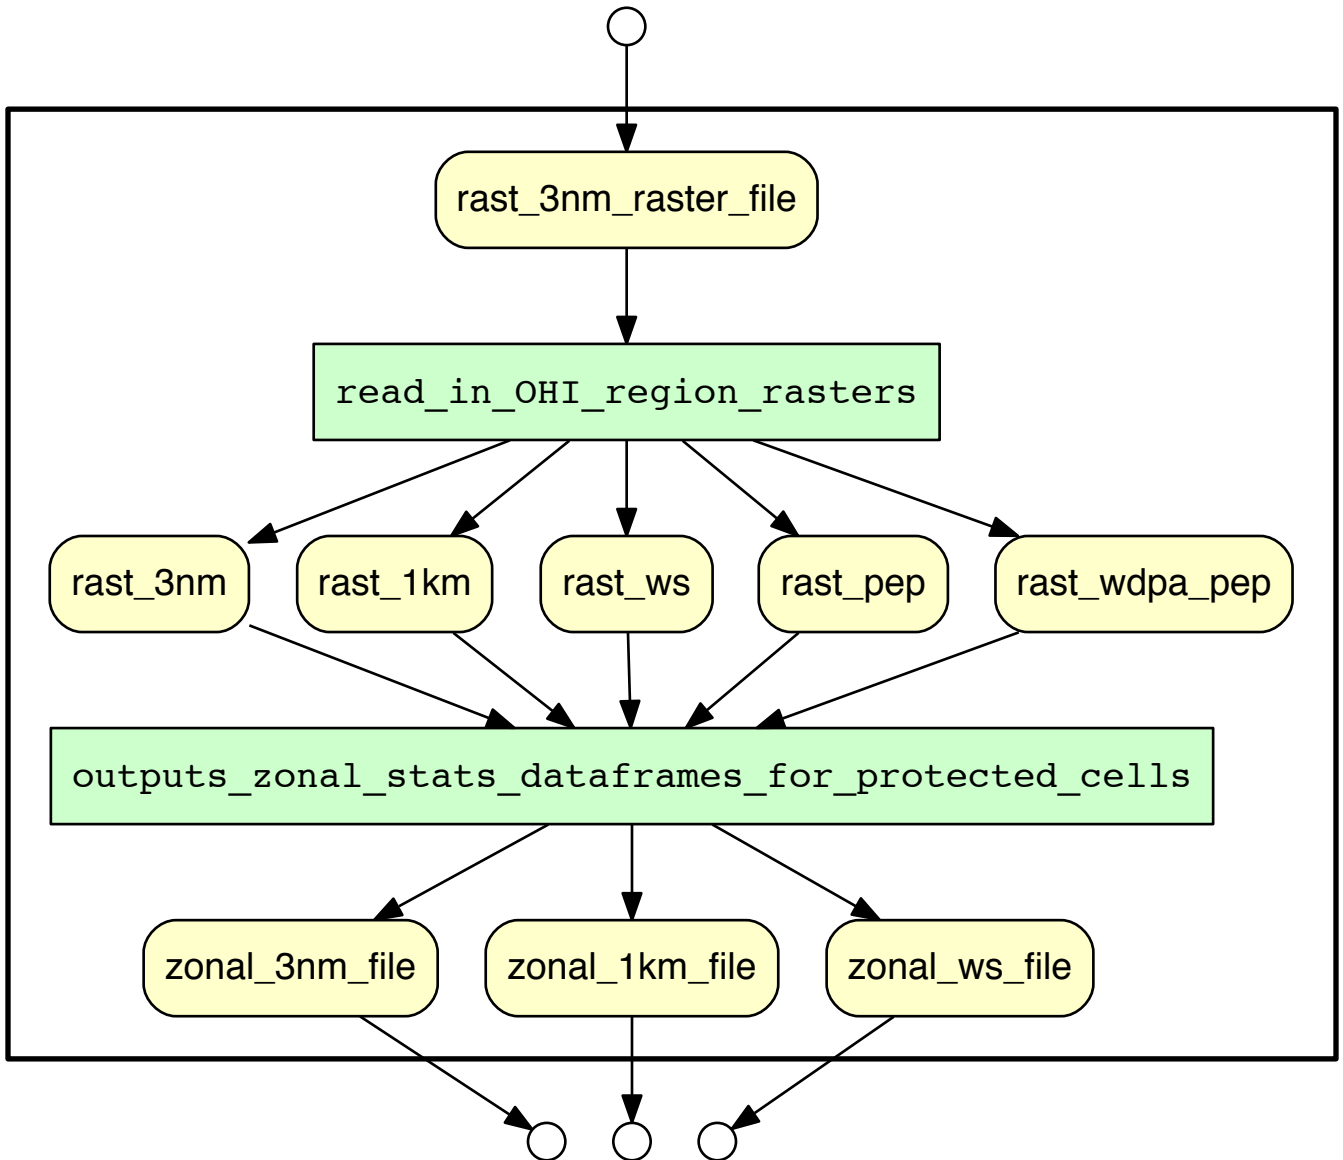 rast_3nm_raster_file
read_in_OHI_region_rasters
rast_3nm
rast_1km
rast_ws
rast_pep
rast_wdpa_pep
outputs_zonal_stats_dataframes_for_protected_cells
zonal_3nm_file
zonal_1km_file
zonal_ws_file